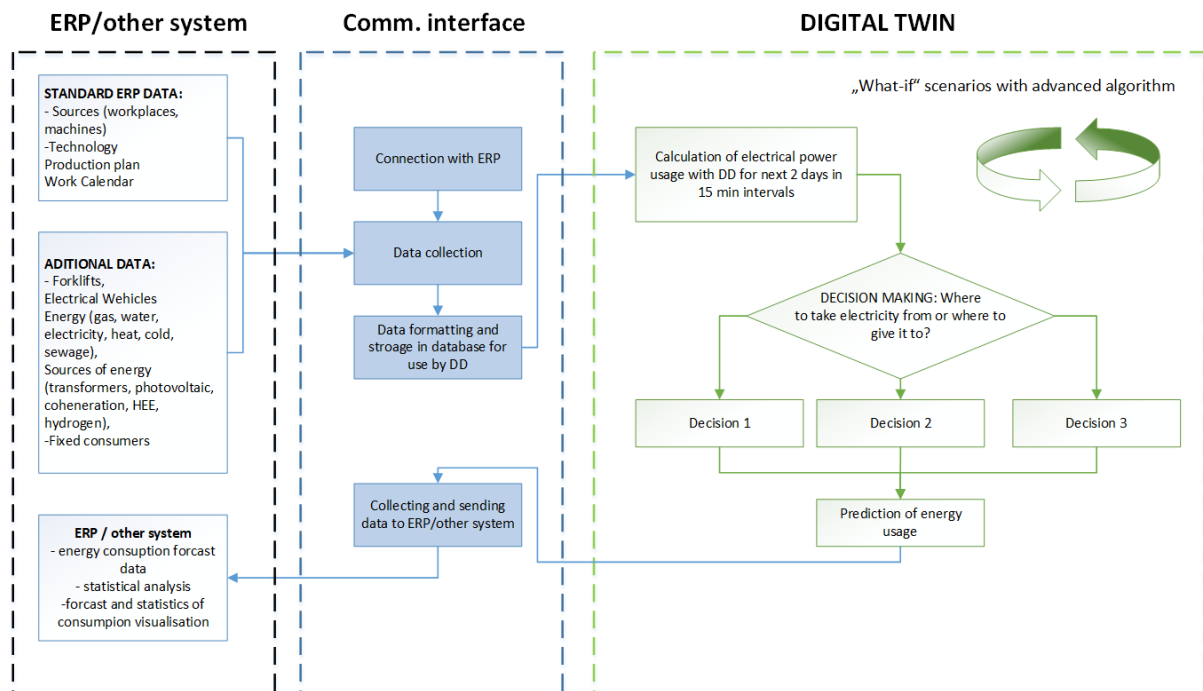 ERP/other system
Comm. interface
DIGITAL TWIN
STANDARD ERP DATA:
- Sources (workplaces,
machines)
-Technology
Production plan
Work Calendar
ADITIONAL DATA:
- Forklifts,
Electrical Wehicles
Energy (gas, water,
electricity, heat, cold,
sewage),
Sources of energy
(transformers, photovoltaic,
coheneration, HEE,
hydrogen),
-Fixed consumers
ERP / other system
- energy consuption forcast
data
- statistical analysis
-forcast and statistics of
consumpion visualisation
Connection with ERP
Data collection
Data formatting and
stroage in database for
use by DD
Collecting and sending
data to ERP/other system
„What-if“ scenarios with advanced algorithm
Calculation of electrical power
usage with DD for next 2 days in
15 min intervals
DECISION MAKING: Where
to take electricity from or where to
give it to?
Decision 1
Decision 2
Decision 3
Prediction of energy
usage